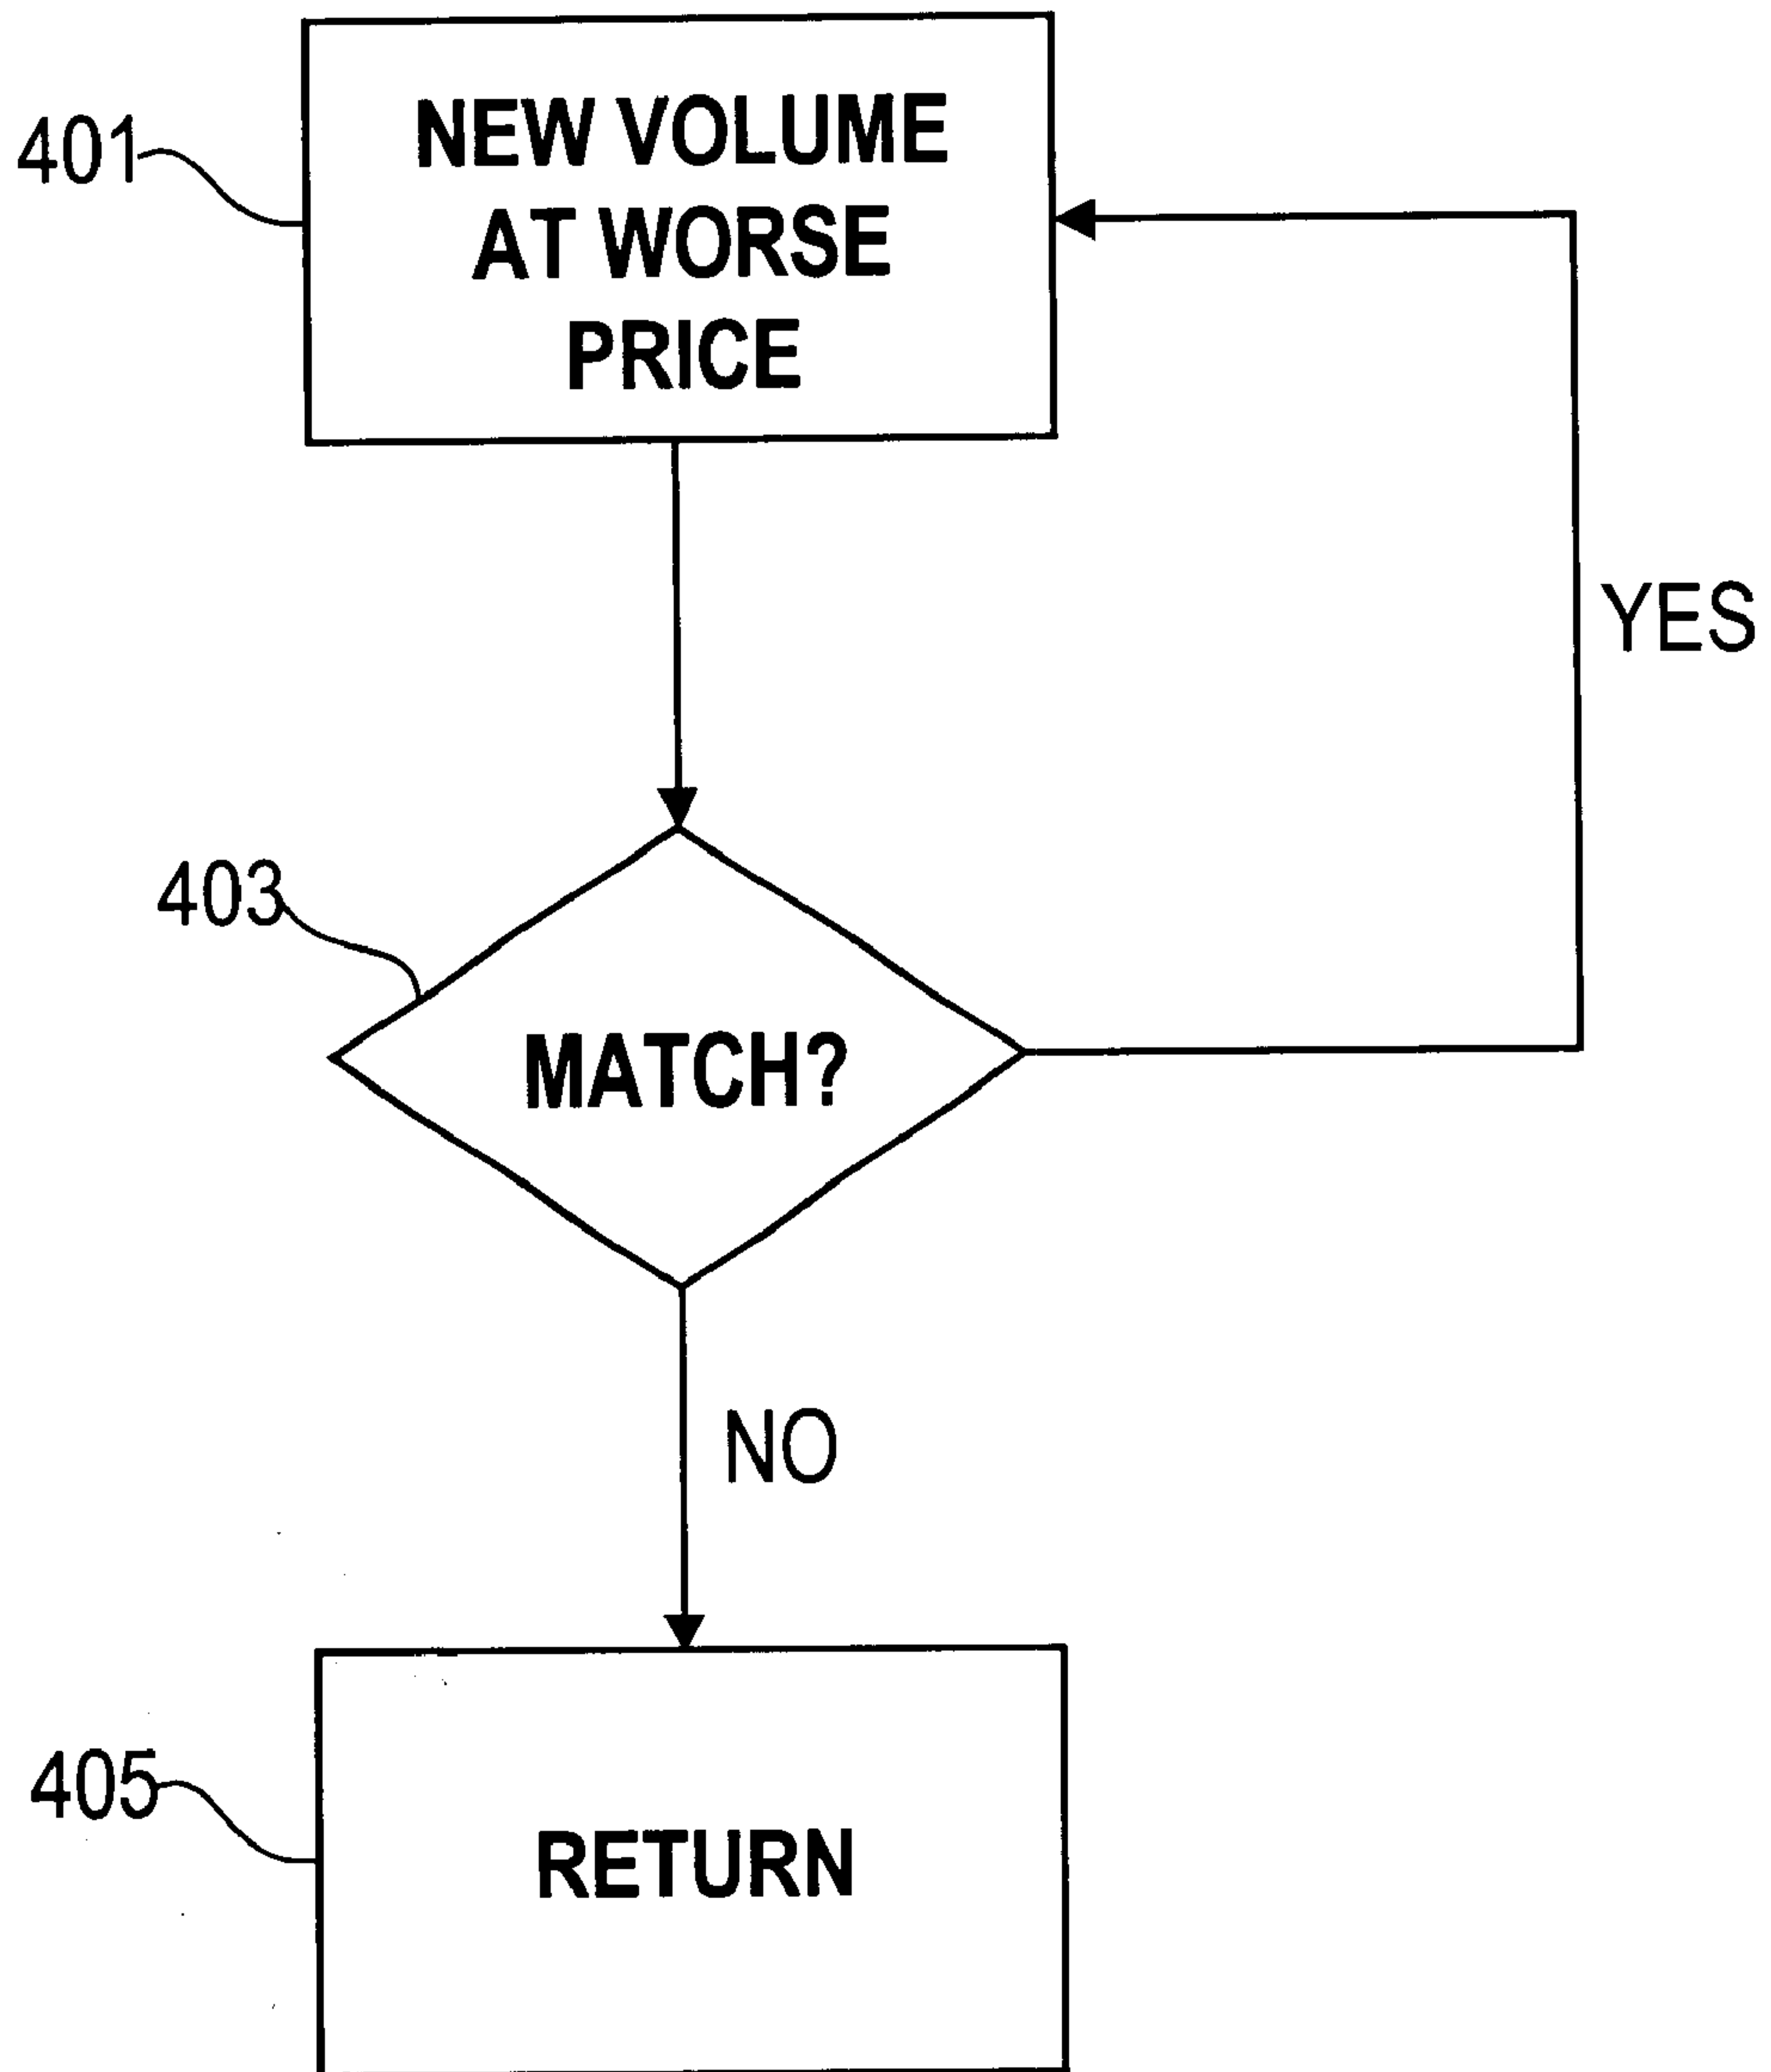 401
NEW VOLUME
AT WORSE
PRICE
YES
403
MATCH?
NO
405
RETURN